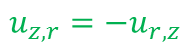 u_{z,r} = −u_{r,z}